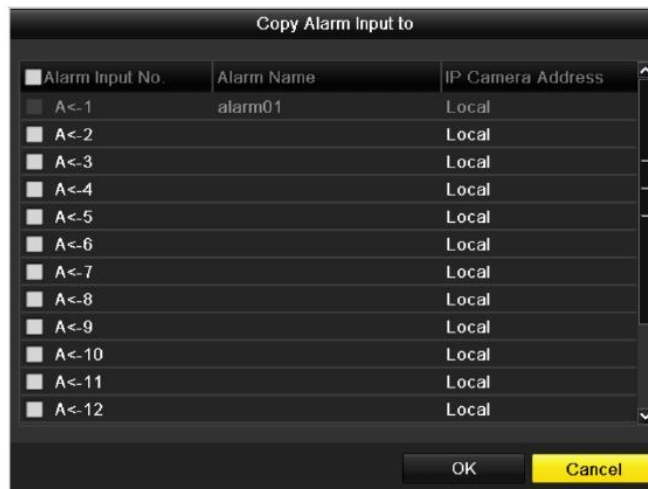 Copy Alarm Input to
Alarm Input No. Alarm Name IP Camera Address
A<-1 alarm01 Local
A<-2 Local
A<-3 Local
A<-4 Local
A<-5 Local
A<-6 Local
A<-7 Local
A<-8 Local
A<-9 Local
A<-10 Local
A<-11 Local
A<-12 Local
OK Cancel